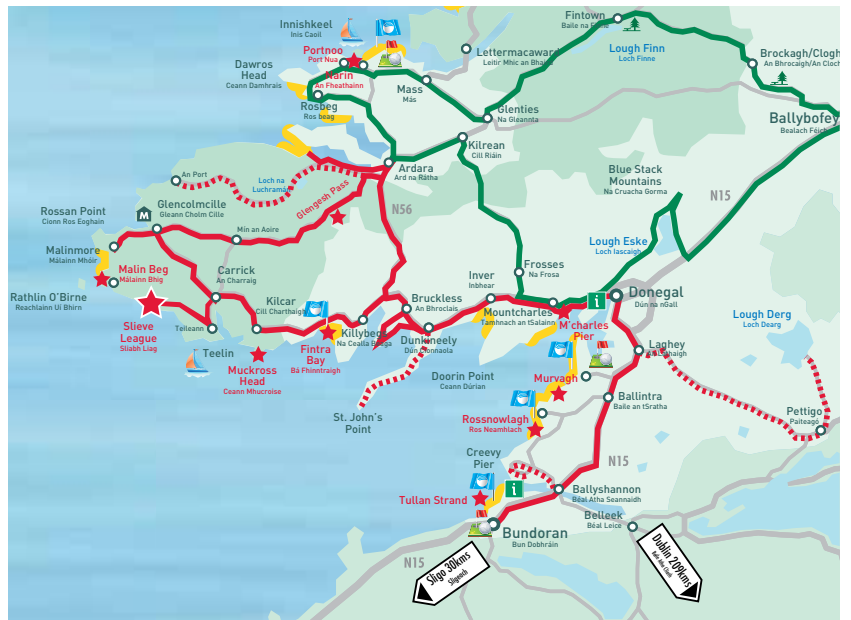 Innishkeel
Inis Caoil
Fintown
Baile na Finne
Portnoo
Port Nua
Lettermacaward
Leitir Mhic an Bhaird
Lough Finn
Loch Finne
Brockagh/Clogh
An Bhrocaigh/An Cloch
Dawros
Head
Ceann Damhrais
Narin
An Fheathainn
Mass
Más
Rosbeg
Ros beag
Glenties
Na Gleannta
Ballybofey
Bealach Féich
Kilrean
Cill Riáin
Ardara
Ard na Rátha
An Port
Loch na
Luchramán
Glengesh Pass
Blue Stack
Mountains
Na Cruacha Gorma
N15
Rossan Point
Cionn Ros Eoghain
Glencolmcille
Gleann Cholm Cille
M
N56
Min an Aoire
Malinmore
Málainn Mhóir
Lough Eske
Loch Iascaigh
Malin Beg
Málainn Bhig
Carrick
An Charraig
Inver
Inbhear
Frosses
Na Frosa
Rathlin O'Birne
Reachlainn Uí Bhirn
Kilcar
Cill Charthaigh
Bruckless
An Bhroclais
i
Donegal
Dún na nGall
Slieve
League
Sliabh Liag
Teileann
Teelin
Killybegs
Na Cealla Beaga
Mountcharles
Tamhnach an tSalainn
M'charles
Pier
Lough Derg
Loch Dearg
Fintra
Bay
Bá Fhinntraigh
Dunkineely
Dún Cionnaola
Laghey
Muckross
Head
Ceann Mhucroise
Doorin Point
Ceann Dúrian
Murvagh
Ballintra
Baile an tSratha
St. John's
Point
Rossnowlagh
Ros Neamhlach
Pettigo
Paiteagó
Creevy
Pier
N15
Tullan Strand
i
Ballyshannon
Béal Atha Seannaidh
Belleek
Béal Leice
Bundoran
Bun Dobhráin
N15
Sligo 30kms
Sligeach
Dublin 209kms